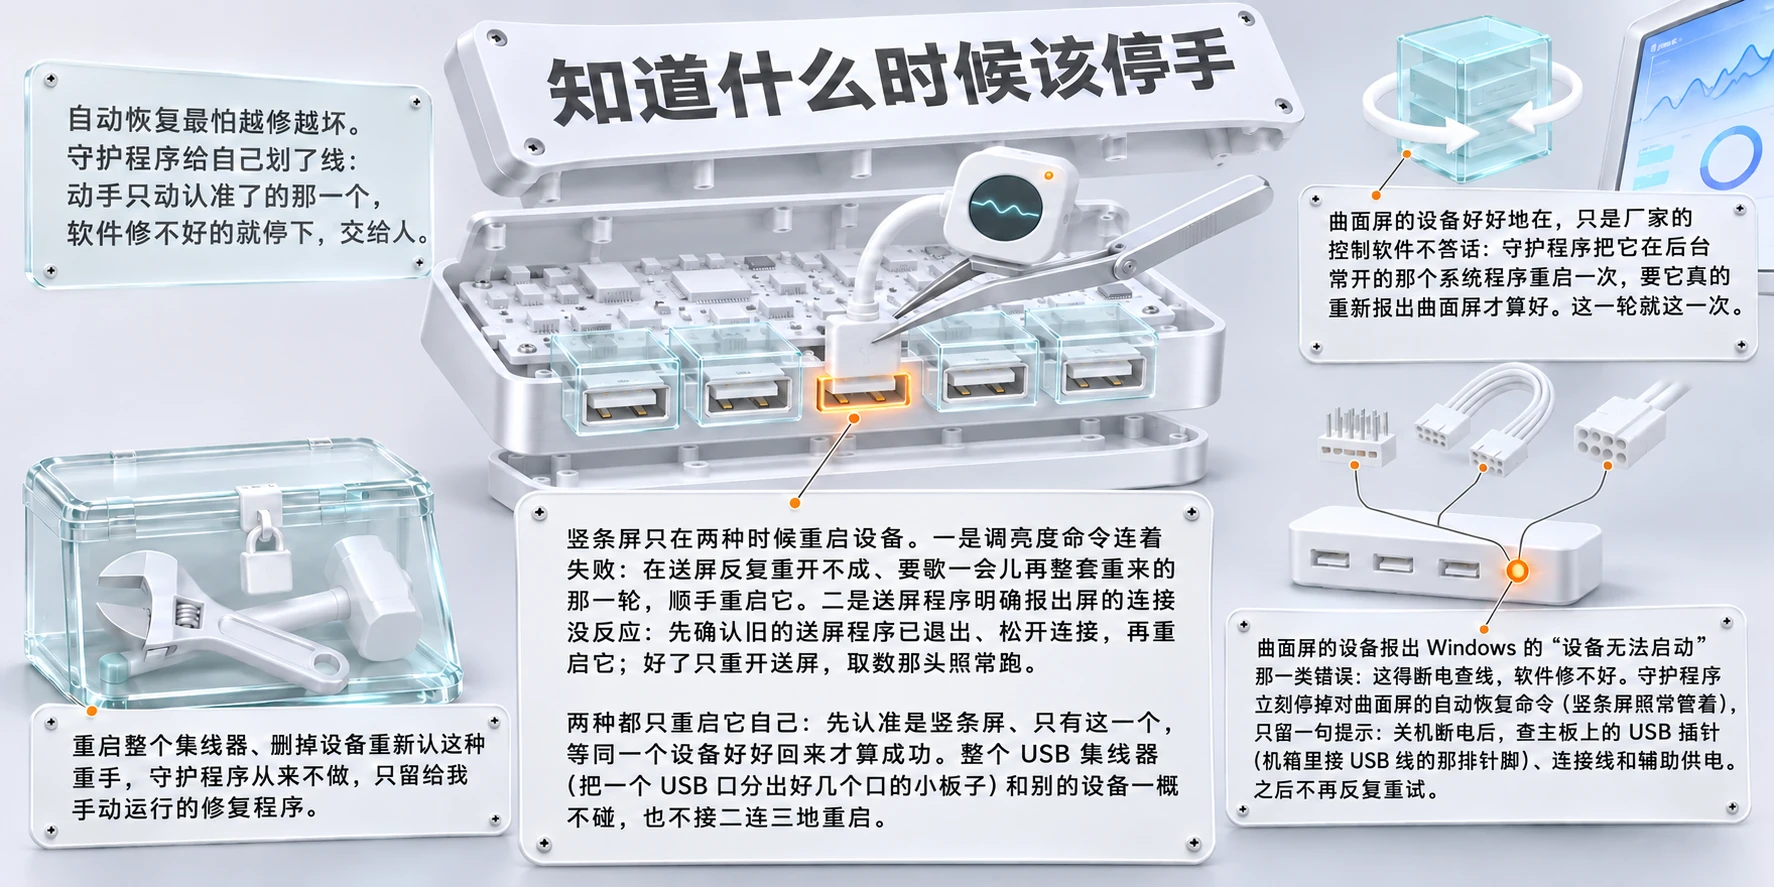 知道什么时候该停手
自动恢复最怕越修越坏。
守护程序给自己划了线：
动手只动认准了的那一个，
软件修不好的就停下，交给人。
曲面屏的设备好好地在，只是厂家的
控制软件不答话：守护程序把它在后台
常开的那个系统程序重启一次，要它真的
重新报出曲面屏才算好。这一轮就这一次。
竖条屏只在两种时候重启设备。一是调亮度命令连着
失败：在送屏反复重开不成、要歇一会儿再整套重来的
那一轮，顺手重启它。二是送屏程序明确报出屏的连接
没反应：先确认旧的送屏程序已退出、松开连接，再重
启它；好了只重开送屏，取数那头照常跑。
两种都只重启它自己：先认准是竖条屏、只有这一个，
等同一个设备好好回来才算成功。整个 USB 集线器
（把一个 USB 口分出好几个口的小板子）和别的设备一概
不碰，也不接二连三地重启。
重启整个集线器、删掉设备重新认这种
重手，守护程序从来不做，只留给我
手动运行的修复程序。
曲面屏的设备报出 Windows 的“设备无法启动”
那一类错误：这得断电查线，软件修不好。守护程序
立刻停掉对曲面屏的自动恢复命令（竖条屏照常管着），
只留一句提示：关机断电后，查主板上的 USB 插针
（机箱里接 USB 线的那排针脚）、连接线和辅助供电。
之后不再反复重试。